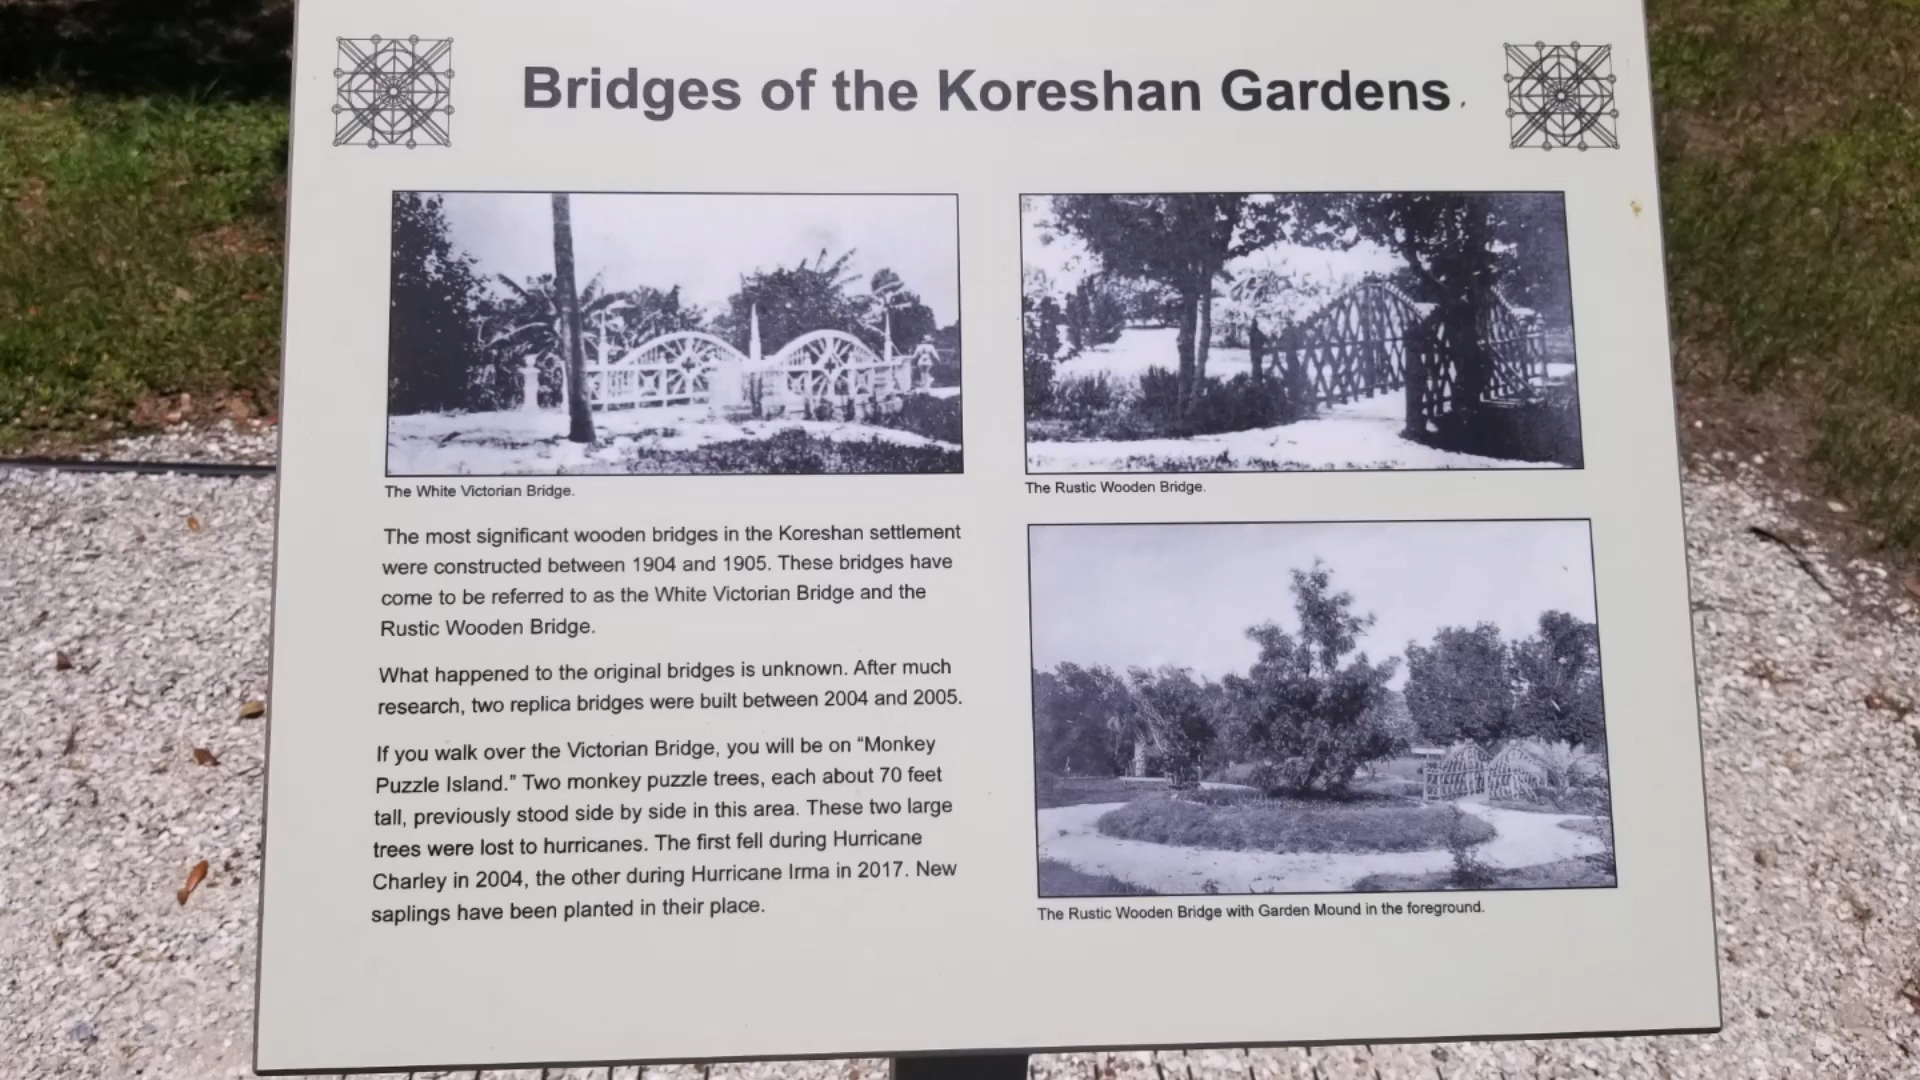 Bridges of the Koreshan Gardens
The White Victorian Bridge.
The most significant wooden bridges in the Koreshan settlement
were constructed between 1904 and 1905. These bridges have
come to be referred to as the White Victorian Bridge and the
Rustic Wooden Bridge.
What happened to the original bridges is unknown. After much
research, two replica bridges were built between 2004 and 2005.
If you walk over the Victorian Bridge, you will be on “Monkey
Puzzle Island.” Two monkey puzzle trees, each about 70 feet
tall, previously stood side by side in this area. These two large
trees were lost to hurricanes. The first fell during Hurricane
Charley in 2004, the other during Hurricane Irma in 2017. New
saplings have been planted in their place.
The Rustic Wooden Bridge.
The Rustic Wooden Bridge with Garden Mound in the foreground.